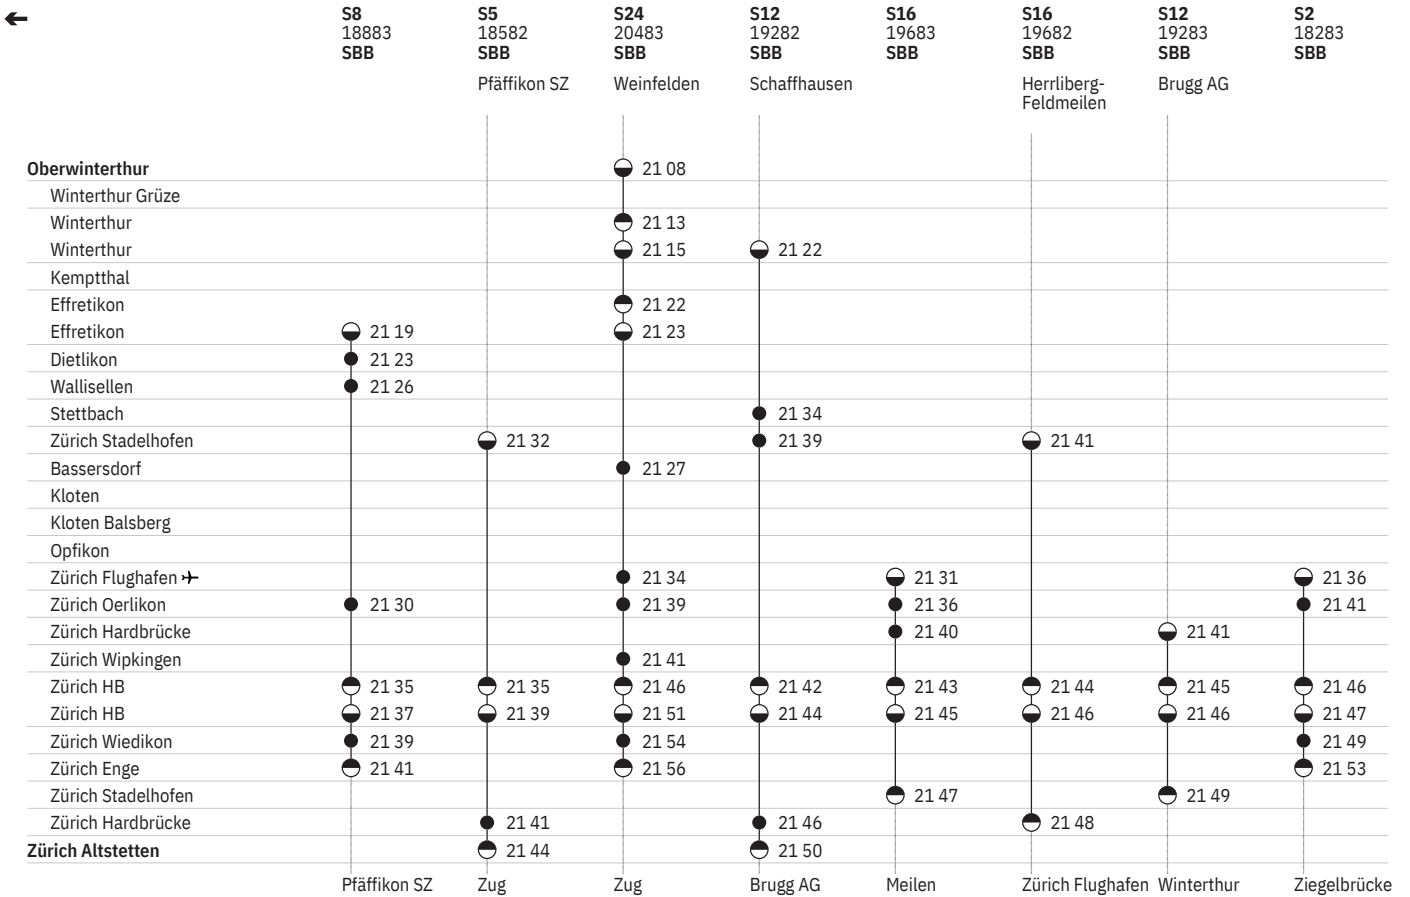 S8 S5 S24 S12 S16 S16 S12 S2
18883 18582 20483 19282 19683 19682 19283 18283
SBB SBB SBB SBB SBB SBB SBB SBB
Pfäffikon SZ Weinfelden Schaffhausen Herrliberg- Brugg AG
Feldmeilen
Oberwinterthur 21 08
Winterthur Grüze
Winterthur 21 13
Winterthur 21 15 21 22
Kemptthal
Effretikon 21 22
Effretikon 21 19 21 23
Dietlikon 21 23
Wallisellen 21 26
Stettbach 21 34
Zürich Stadelhofen 21 32 21 39 21 41
Bassersdorf 21 27
Kloten
Kloten Balsberg
Opfikon
Zürich Flughafen 21 34 21 31 21 36
Zürich Oerlikon 21 30 21 39 21 36 21 41
Zürich Hardbrücke 21 40 21 41
Zürich Wipkingen 21 41
Zürich HB 21 35 21 35 21 46 21 42 21 43 21 44 21 45 21 46
Zürich HB 21 37 21 39 21 51 21 44 21 45 21 46 21 46 21 47
Zürich Wiedikon 21 39 21 54 21 49
Zürich Enge 21 41 21 56 21 53
Zürich Stadelhofen 21 47 21 49
Zürich Hardbrücke 21 41 21 46 21 48
Zürich Altstetten 21 44 21 50
Pfäffikon SZ Zug Zug Brugg AG Meilen Zürich Flughafen Winterthur Ziegelbrücke